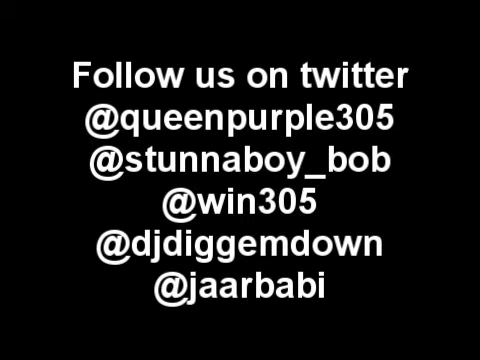 Follow us on twitter
@queenpurple305
@stunnaboy_bob
@win305
@djdiggemdown
@jaarbabi